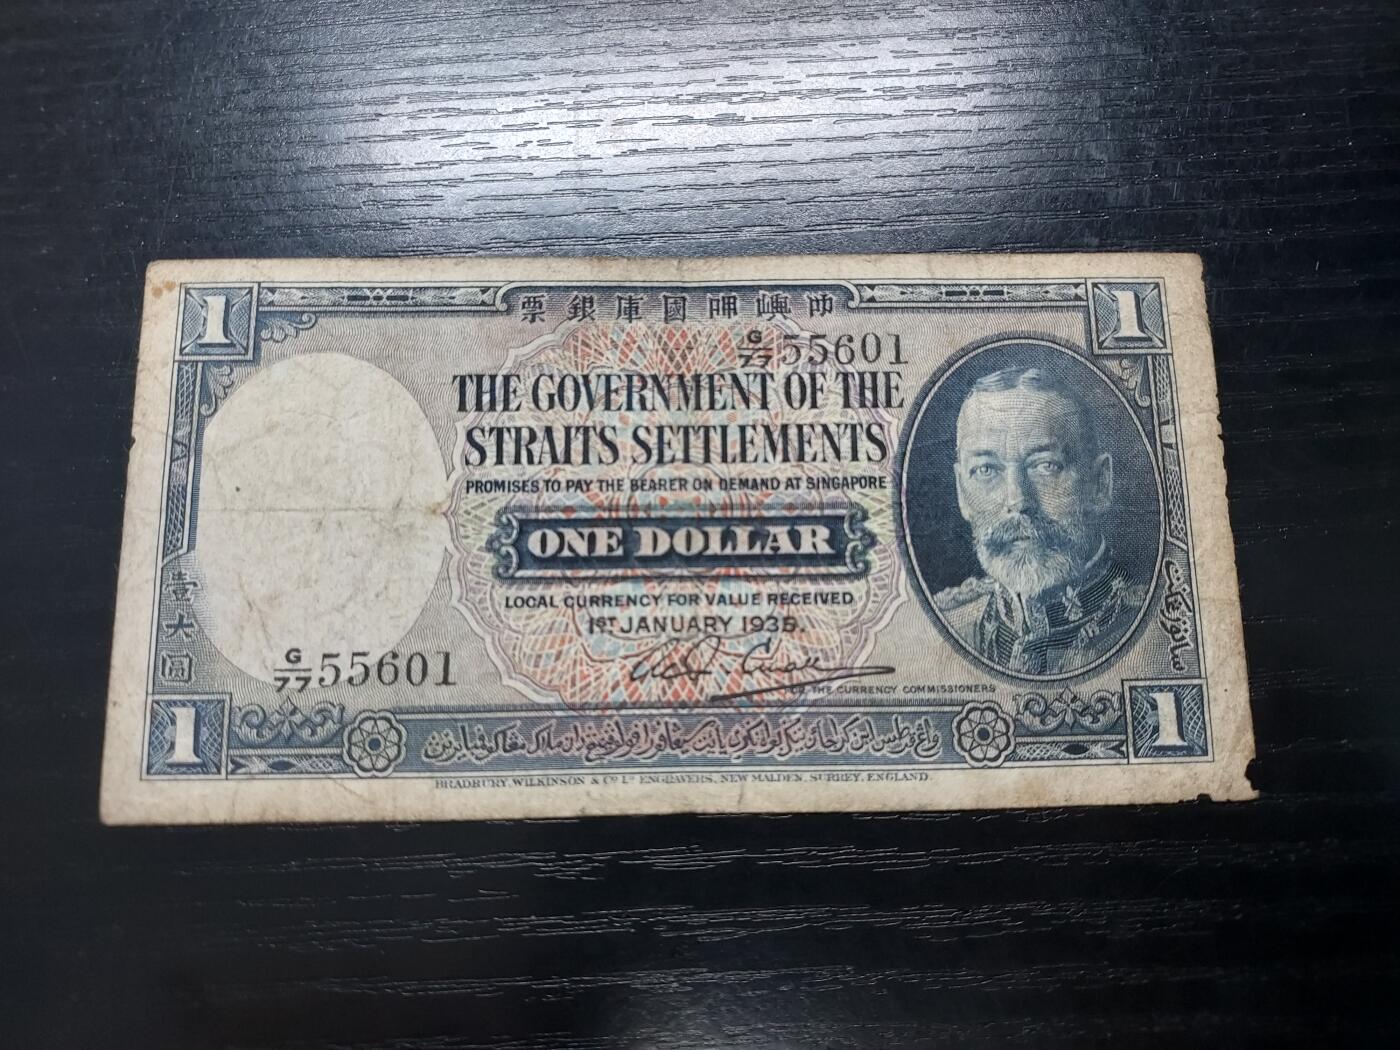 1
叻嶼呷國庫銀票
1
G/77 55601
THE GOVERNMENT OF THE
STRAITS SETTLEMENTS
PROMISES TO PAY THE BEARER ON DEMAND AT SINGAPORE
ONE DOLLAR
LOCAL CURRENCY FOR VALUE RECEIVED
1ST JANUARY 1935.
壹大圓
G/77 55601
FOR THE CURRENCY COMMISSIONERS
1
1
BRADBURY, WILKINSON & Co. Ld. ENGRAVERS, NEW MALDEN, SURREY, ENGLAND.